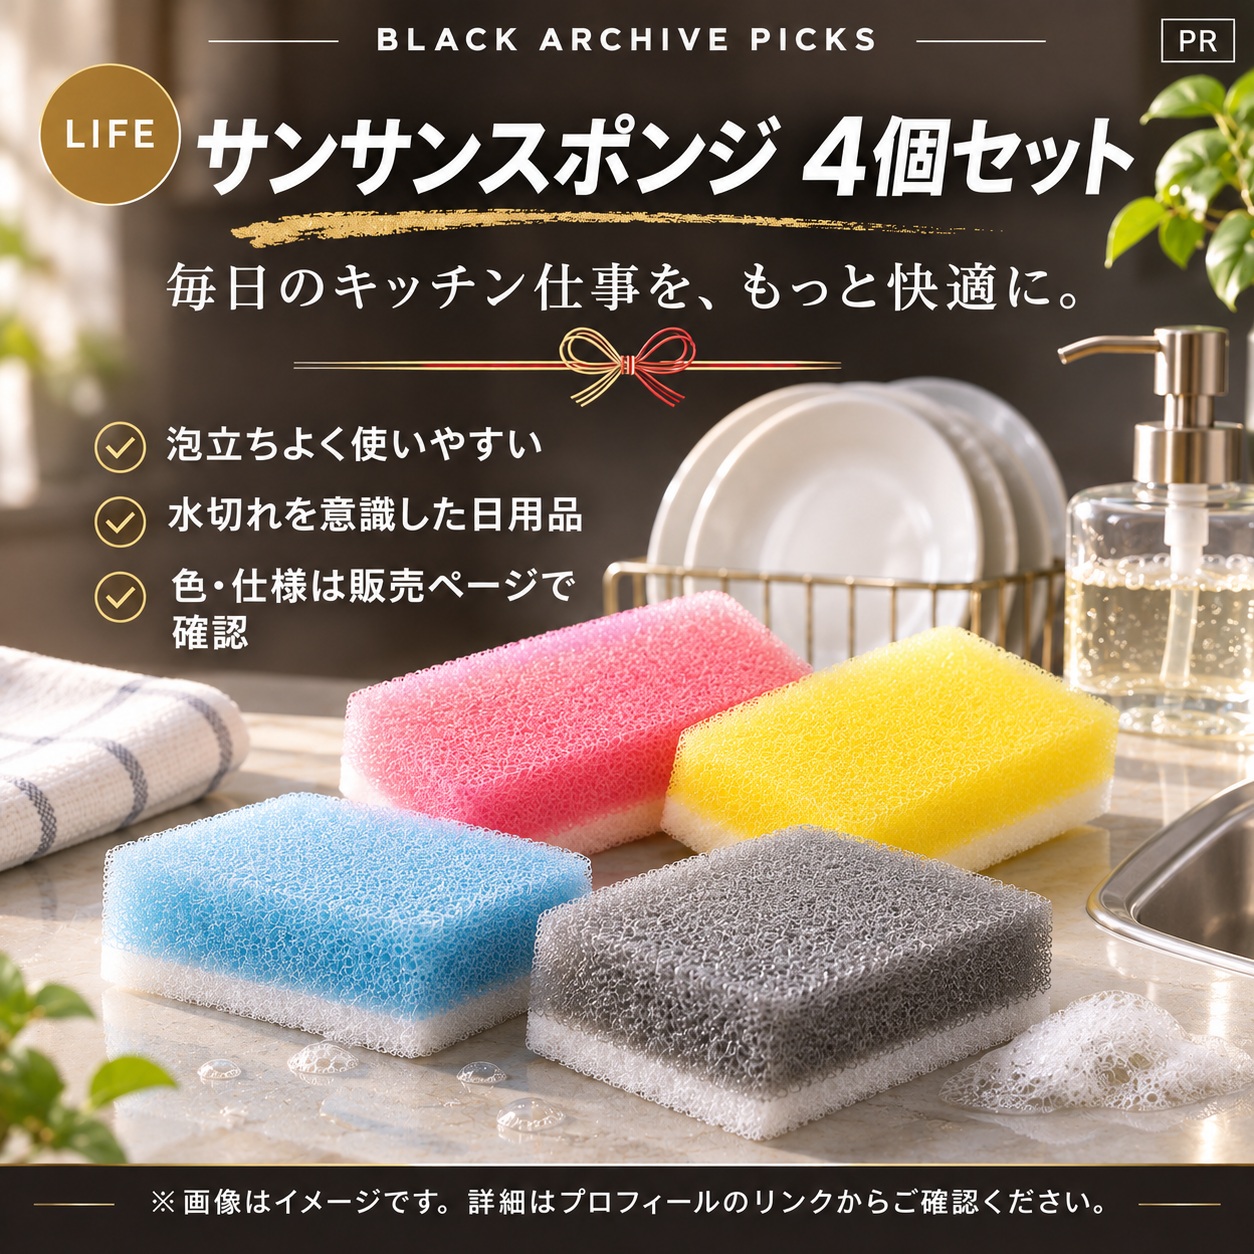 BLACK ARCHIVE PICKS
PR
LIFE
サンサンスポンジ 4個セット
毎日のキッチン仕事を、もっと快適に。
泡立ちよく使いやすい
水切れを意識した日用品
色・仕様は販売ページで
確認
※画像はイメージです。詳細はプロフィールのリンクからご確認ください。